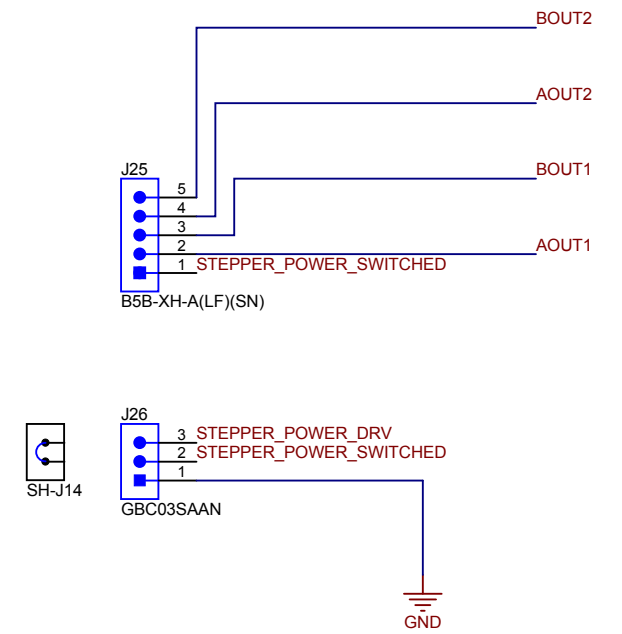 BOUT2
AOUT2
BOUT1
AOUT1
J25
5
4
3
2
1 STEPPER_POWER_SWITCHED
B5B-XH-A(LF)(SN)
J26
3 STEPPER_POWER_DRV
2 STEPPER_POWER_SWITCHED
1
SH-J14
GBC03SAAN
GND